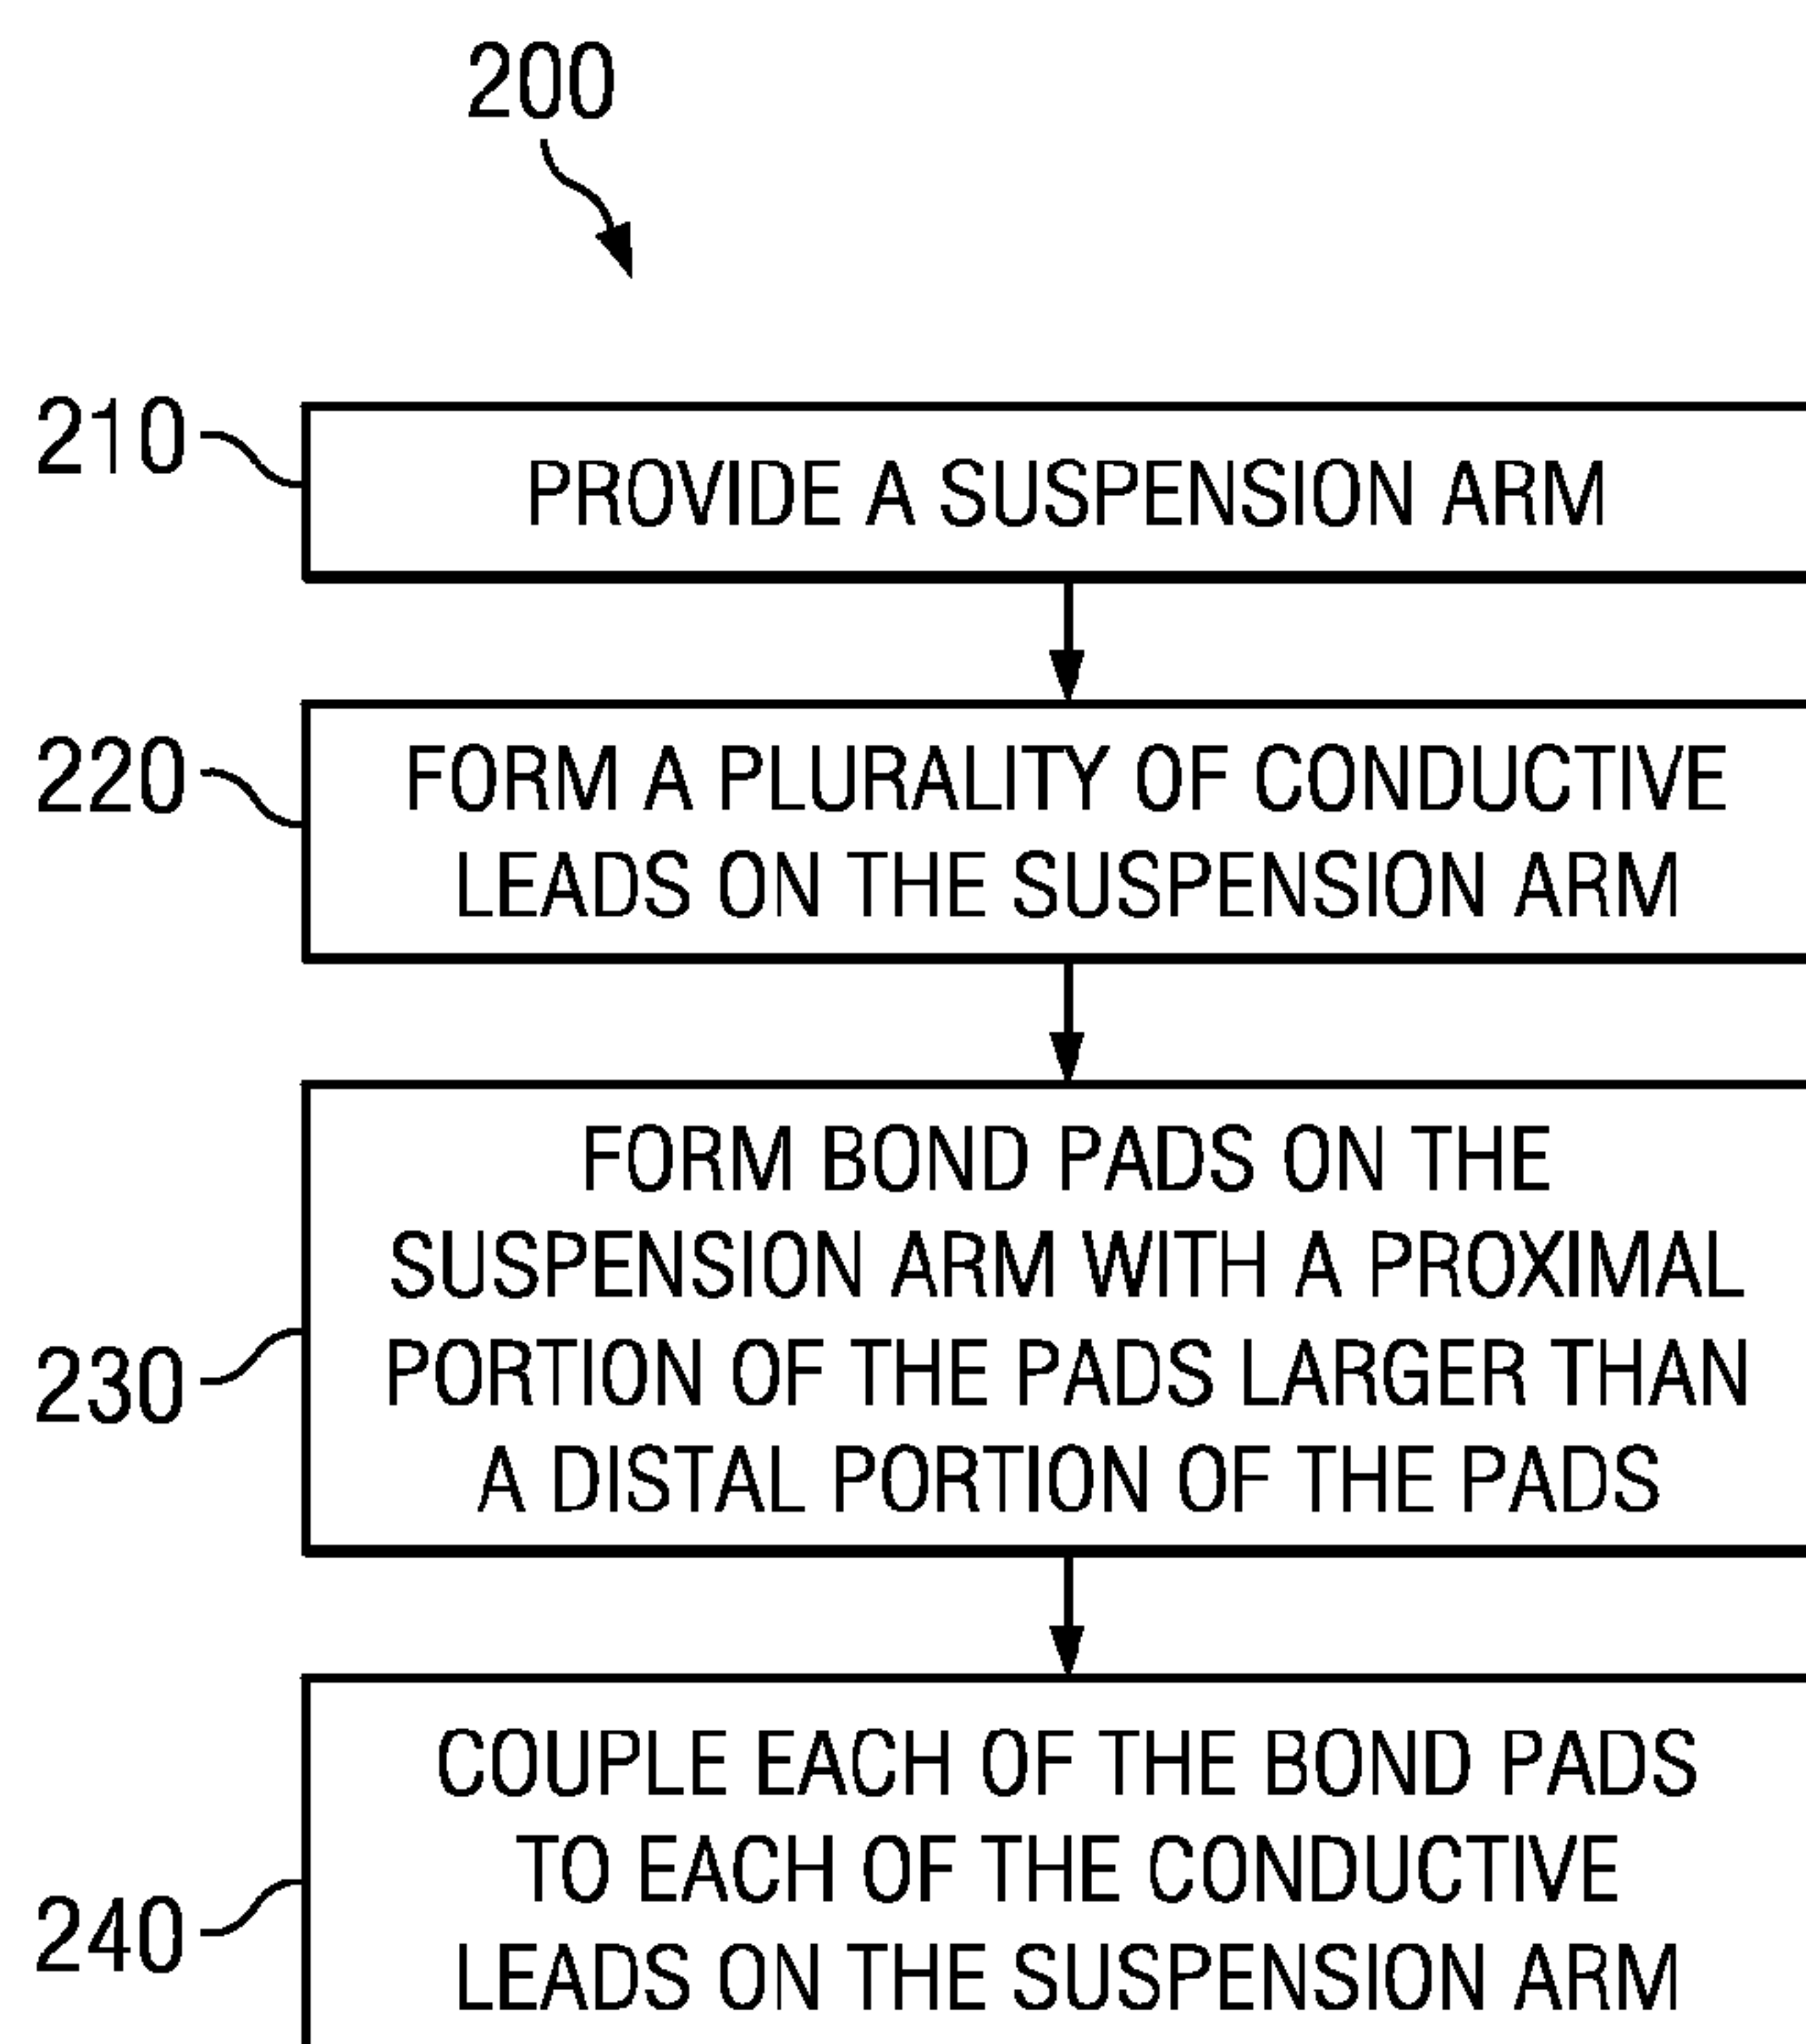 200
210
PROVIDE A SUSPENSION ARM
220
FORM A PLURALITY OF CONDUCTIVE
LEADS ON THE SUSPENSION ARM
FORM BOND PADS ON THE
SUSPENSION ARM WITH A PROXIMAL
230
PORTION OF THE PADS LARGER THAN
A DISTAL PORTION OF THE PADS
COUPLE EACH OF THE BOND PADS
TO EACH OF THE CONDUCTIVE
240
LEADS ON THE SUSPENSION ARM